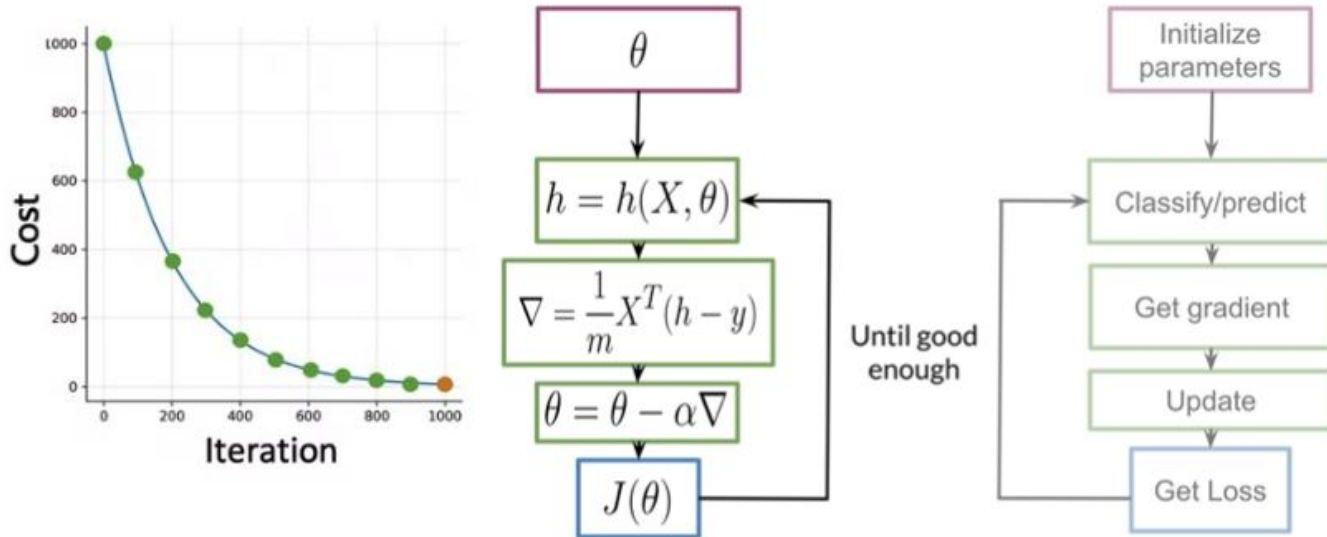 1000
800
600
400
200
0
Cost
0 200 400 600 800 1000
Iteration
θ
h = h(X, θ)
∇ = 1/m X^T (h − y)
θ = θ − α∇
J(θ)
Until good
enough
Initialize
parameters
Classify/predict
Get gradient
Update
Get Loss